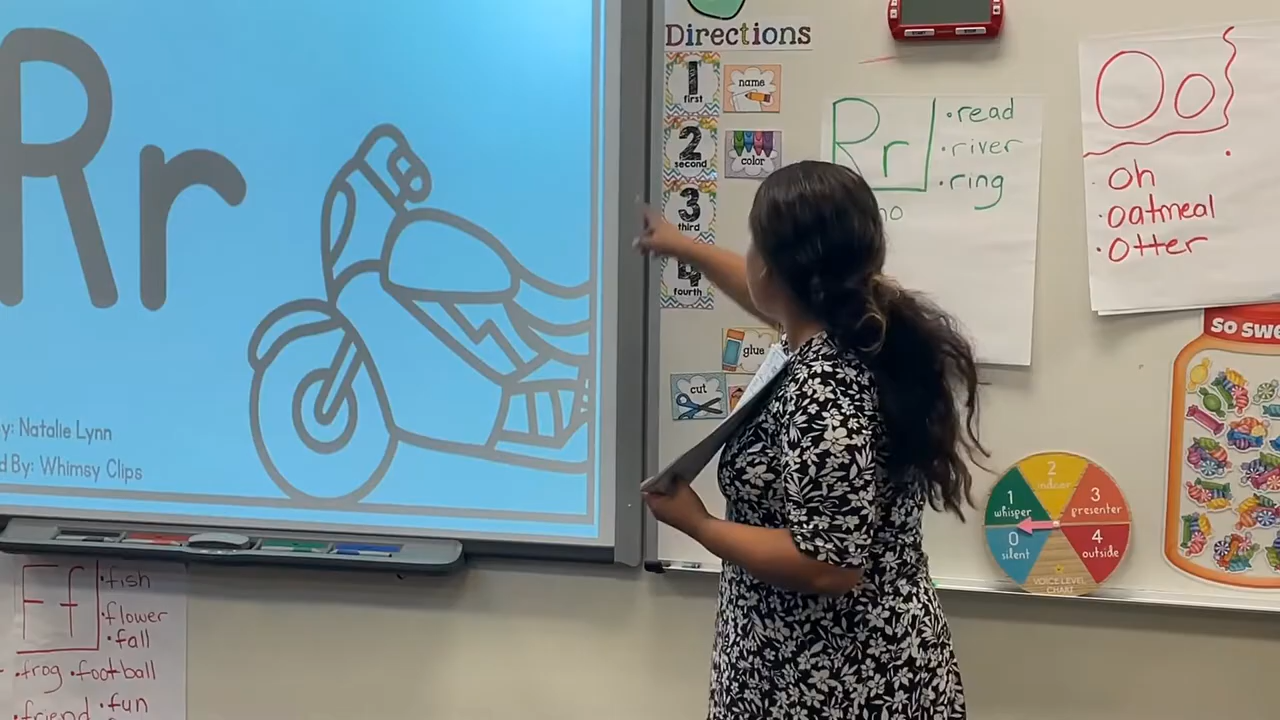 Rr
y: Natalie Lynn
d By: Whimsy Clips
Directions
1
first
name
2
second
color
3
third
4
fourth
glue
cut
Rr
•read
•river
•ring
Oo
• oh
•oatmeal
•otter
SO SWE
2
indoor
1
whisper
3
presenter
0
silent
4
outside
VOICE LEVEL
CHART
Ff
•fish
•flower
•fall
•frog •football
•friend •fun